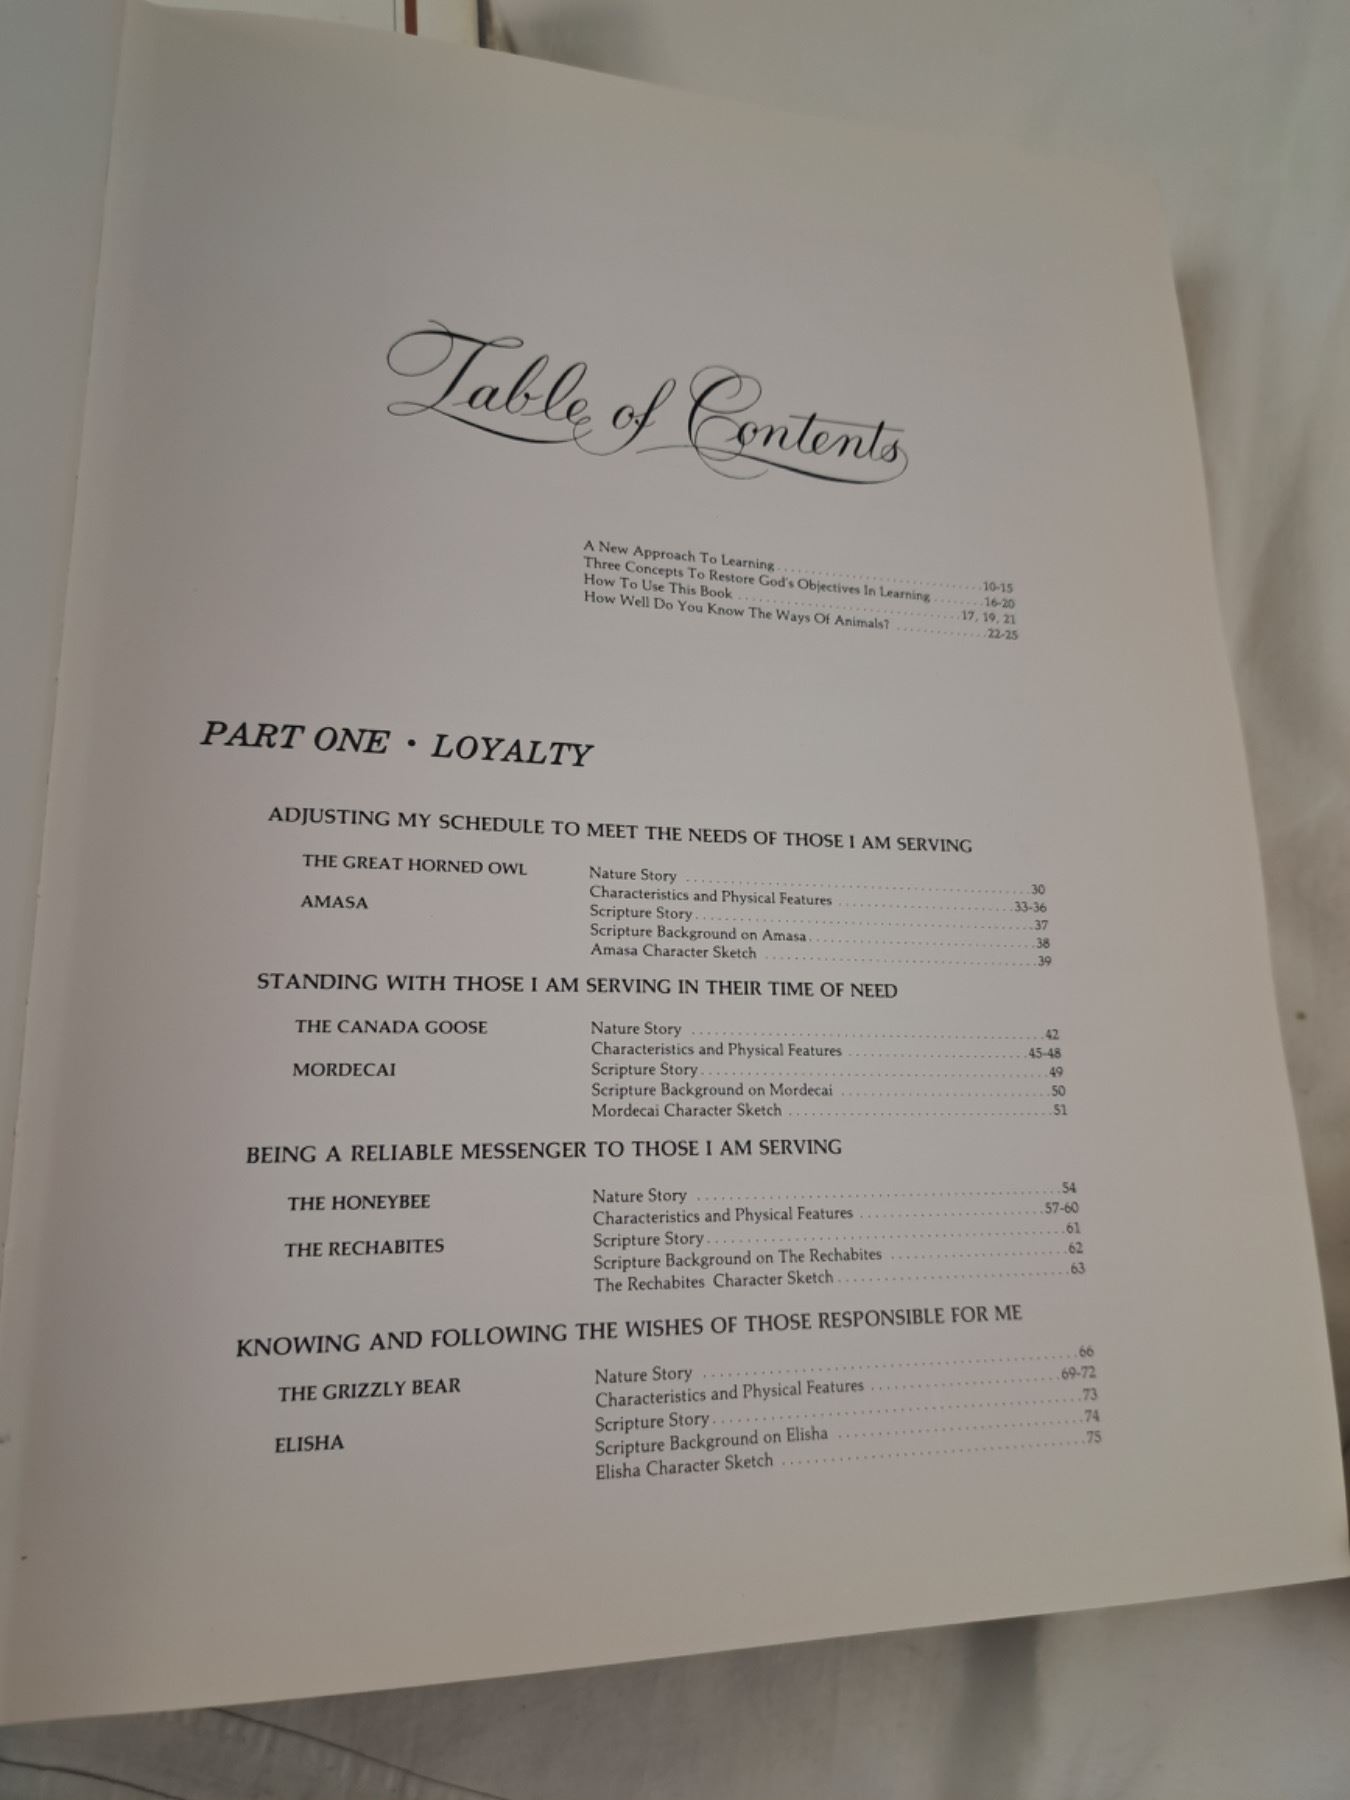 Table of Contents
A New Approach To Learning ........................ 10-15
Three Concepts To Restore God's Objectives In Learning ........ 16-20
How To Use This Book ........................ 17, 19, 21
How Well Do You Know The Ways Of Animals? ............. 22-25
PART ONE • LOYALTY
ADJUSTING MY SCHEDULE TO MEET THE NEEDS OF THOSE I AM SERVING
THE GREAT HORNED OWL Nature Story ........................ 30
Characteristics and Physical Features ........................ 33-36
AMASA Scripture Story ........................ 37
Scripture Background on Amasa ........................ 38
Amasa Character Sketch ........................ 39
STANDING WITH THOSE I AM SERVING IN THEIR TIME OF NEED
THE CANADA GOOSE Nature Story ........................ 42
Characteristics and Physical Features ........................ 45-48
MORDECAI Scripture Story ........................ 49
Scripture Background on Mordecai ........................ 50
Mordecai Character Sketch ........................ 51
BEING A RELIABLE MESSENGER TO THOSE I AM SERVING
THE HONEYBEE Nature Story ........................ 54
Characteristics and Physical Features ........................ 57-60
THE RECHABITES Scripture Story ........................ 61
Scripture Background on The Rechabites ........................ 62
The Rechabites Character Sketch ........................ 63
KNOWING AND FOLLOWING THE WISHES OF THOSE RESPONSIBLE FOR ME
THE GRIZZLY BEAR Nature Story ........................ 66
Characteristics and Physical Features ........................ 69-72
ELISHA Scripture Story ........................ 73
Scripture Background on Elisha ........................ 74
Elisha Character Sketch ........................ 75